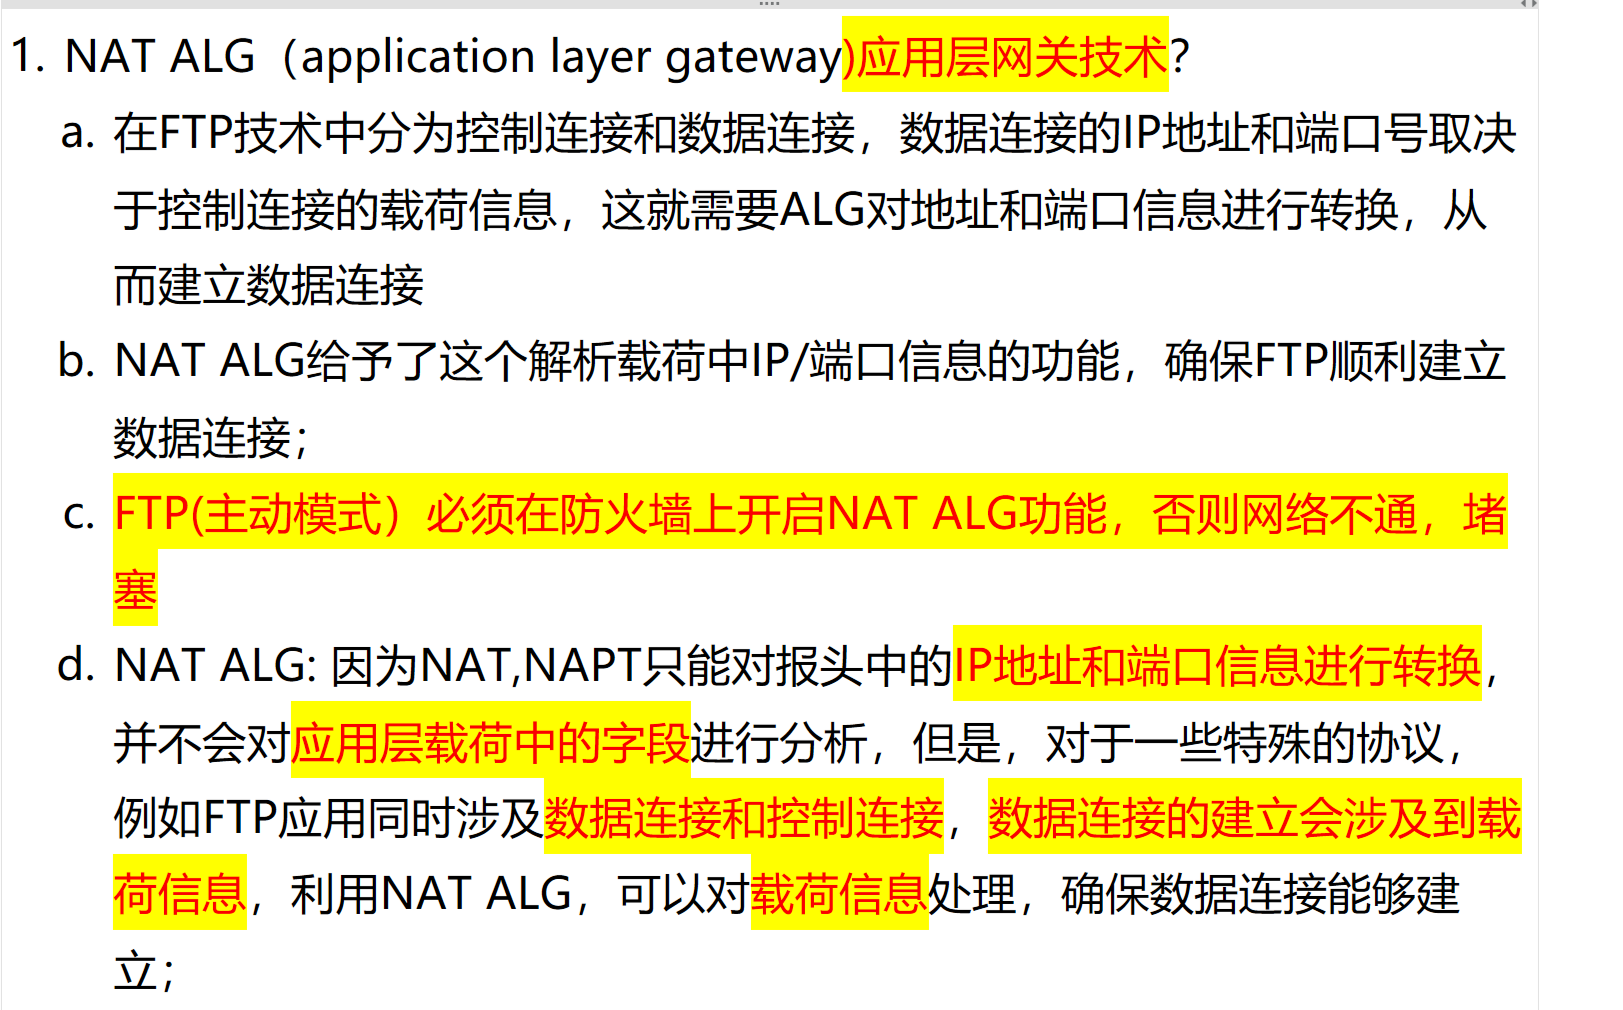 1. NAT ALG（application layer gateway)应用层网关技术？
a. 在FTP技术中分为控制连接和数据连接，数据连接的IP地址和端口号取决
于控制连接的载荷信息，这就需要ALG对地址和端口信息进行转换，从
而建立数据连接
b. NAT ALG给予了这个解析载荷中IP/端口信息的功能，确保FTP顺利建立
数据连接；
c. FTP(主动模式）必须在防火墙上开启NAT ALG功能，否则网络不通，堵
塞
d. NAT ALG: 因为NAT,NAPT只能对报头中的IP地址和端口信息进行转换，
并不会对应用层载荷中的字段进行分析，但是，对于一些特殊的协议，
例如FTP应用同时涉及数据连接和控制连接，数据连接的建立会涉及到载
荷信息，利用NAT ALG，可以对载荷信息处理，确保数据连接能够建
立；